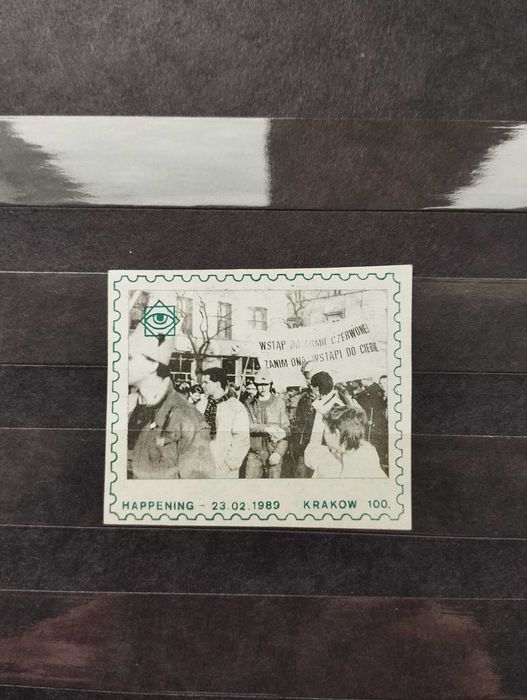 WSTĄP DO ARMII CZERWONEJ
ZANIM ONA WSTĄPI DO CIEBIE
HAPPENING - 23.02.1989 KRAKOW 100,